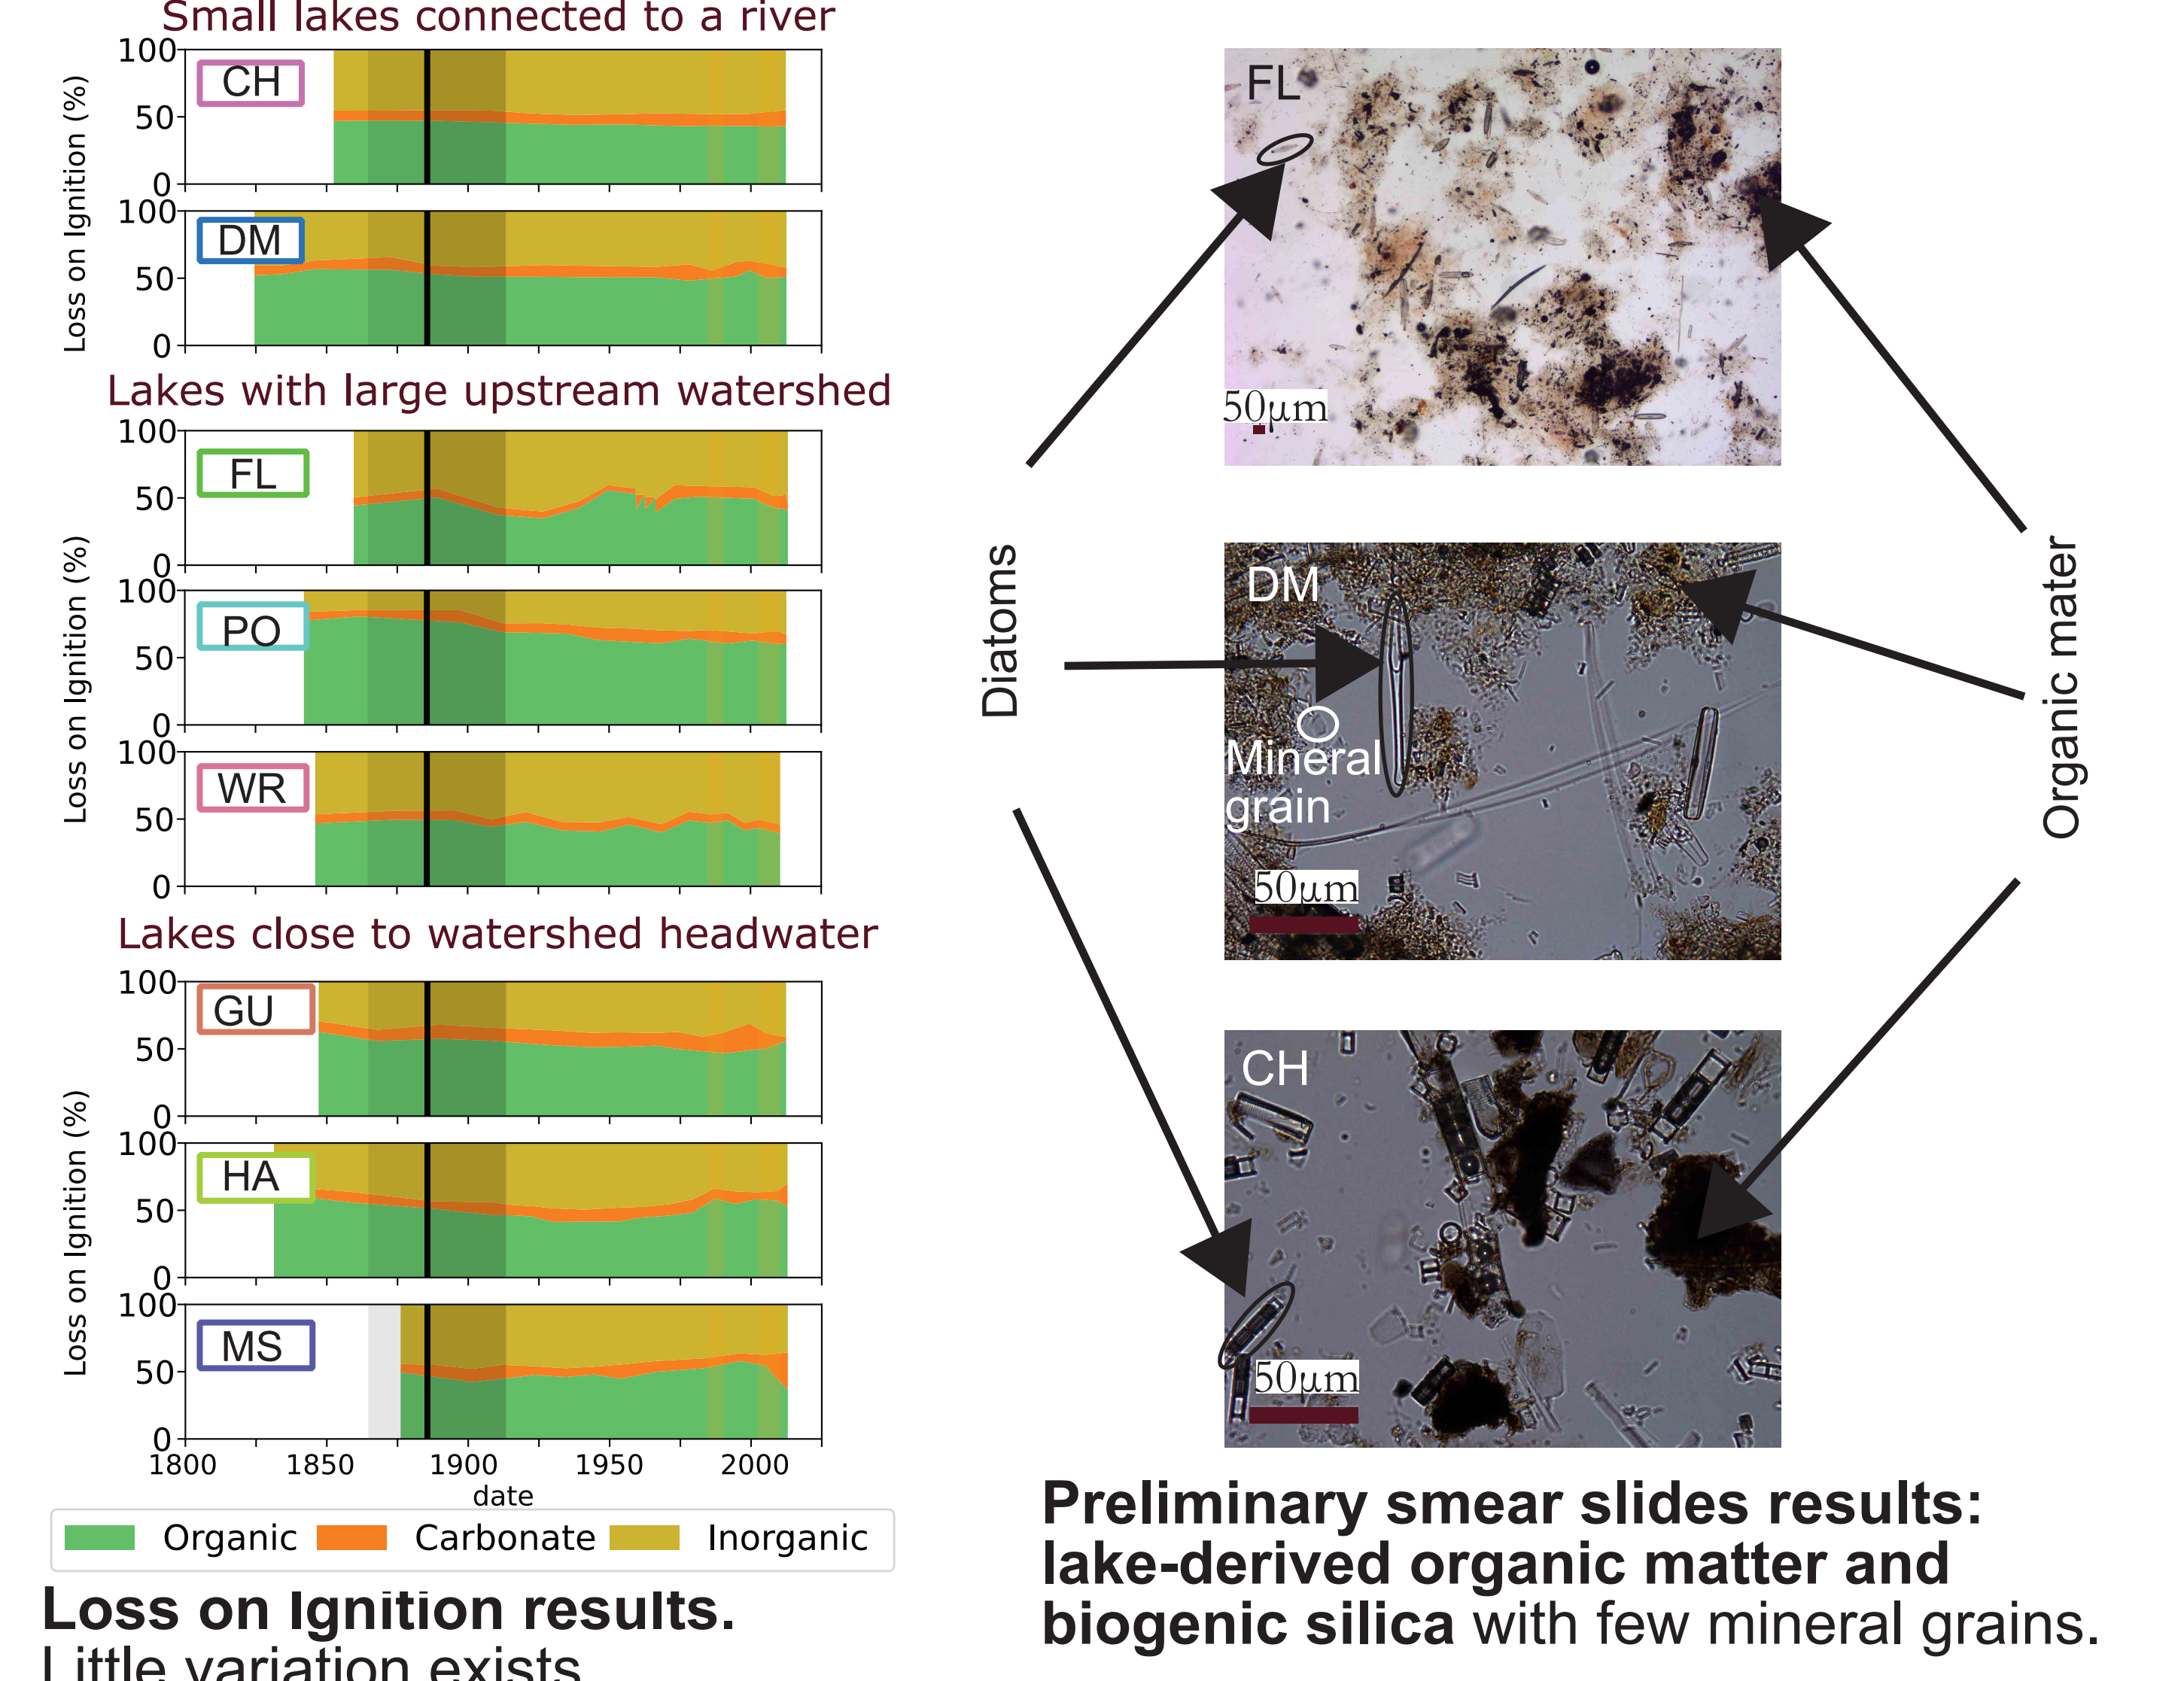 Small lakes connected to a river
100
50
0
CH
100
50
0
DM
Loss on Ignition (%)
Lakes with large upstream watershed
100
50
0
FL
100
50
0
PO
100
50
0
WR
Loss on Ignition (%)
Lakes close to watershed headwater
100
50
0
GU
100
50
0
HA
100
50
0
MS
Loss on Ignition (%)
1800 1850 1900 1950 2000
date
Organic Carbonate Inorganic
Loss on Ignition results.
Little variation exists
Diatoms
FL
50µm
DM
Mineral
grain
50µm
CH
50µm
Organic mater
Preliminary smear slides results:
lake-derived organic matter and
biogenic silica with few mineral grains.